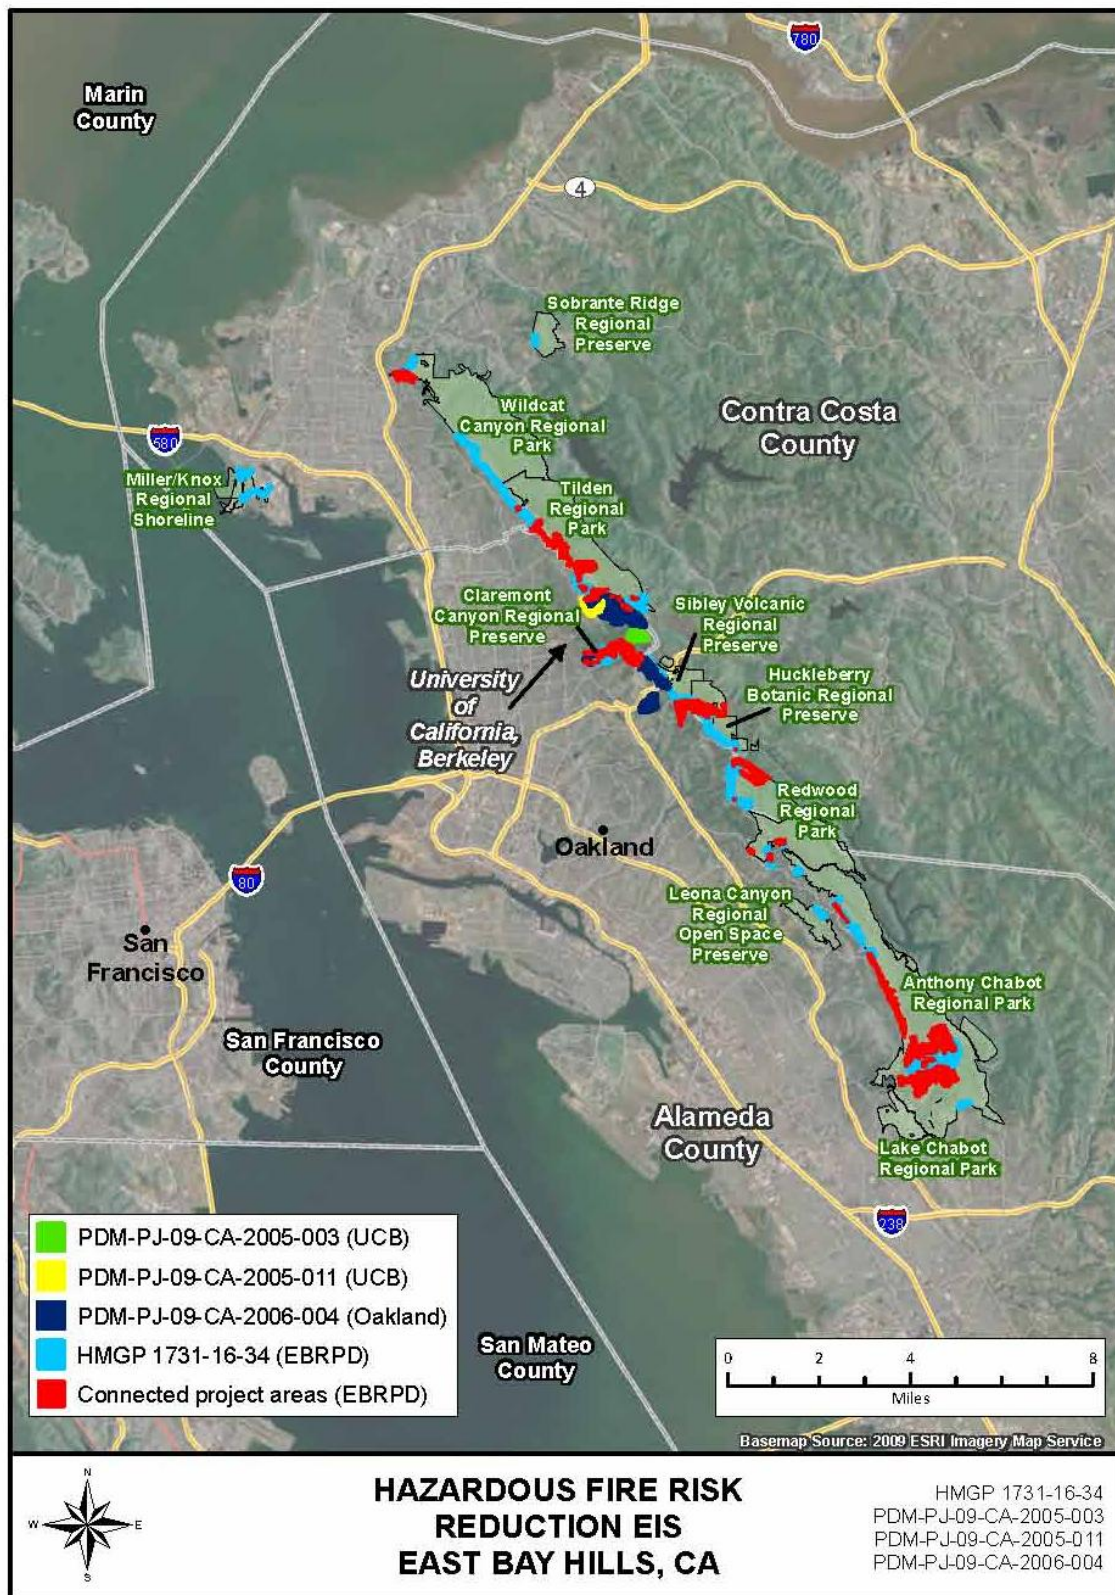 780
Marin
County
4
Sobrante Ridge
Regional
Preserve
Wildcat
Canyon Regional
Park
Contra Costa
County
580
Miller/Knox
Regional
Shoreline
Tilden
Regional
Park
Claremont
Canyon Regional
Preserve
Sibley Volcanic
Regional
Preserve
University
of
California,
Berkeley
Huckleberry
Botanic Regional
Preserve
Redwood
Regional
Park
Oakland
80
Leona Canyon
Regional
Open Space
Preserve
San
Francisco
Anthony Chabot
Regional Park
San Francisco
County
Alameda
County
Lake Chabot
Regional Park
238
PDM-PJ-09-CA-2005-003 (UCB)
PDM-PJ-09-CA-2005-011 (UCB)
PDM-PJ-09-CA-2006-004 (Oakland)
HMGP 1731-16-34 (EBRPD)
Connected project areas (EBRPD)
San Mateo
County
0 2 4 8
Miles
Basemap Source: 2009 ESRI Imagery Map Service
N
W E
S
HAZARDOUS FIRE RISK
REDUCTION EIS
EAST BAY HILLS, CA
HMGP 1731-16-34
PDM-PJ-09-CA-2005-003
PDM-PJ-09-CA-2005-011
PDM-PJ-09-CA-2006-004